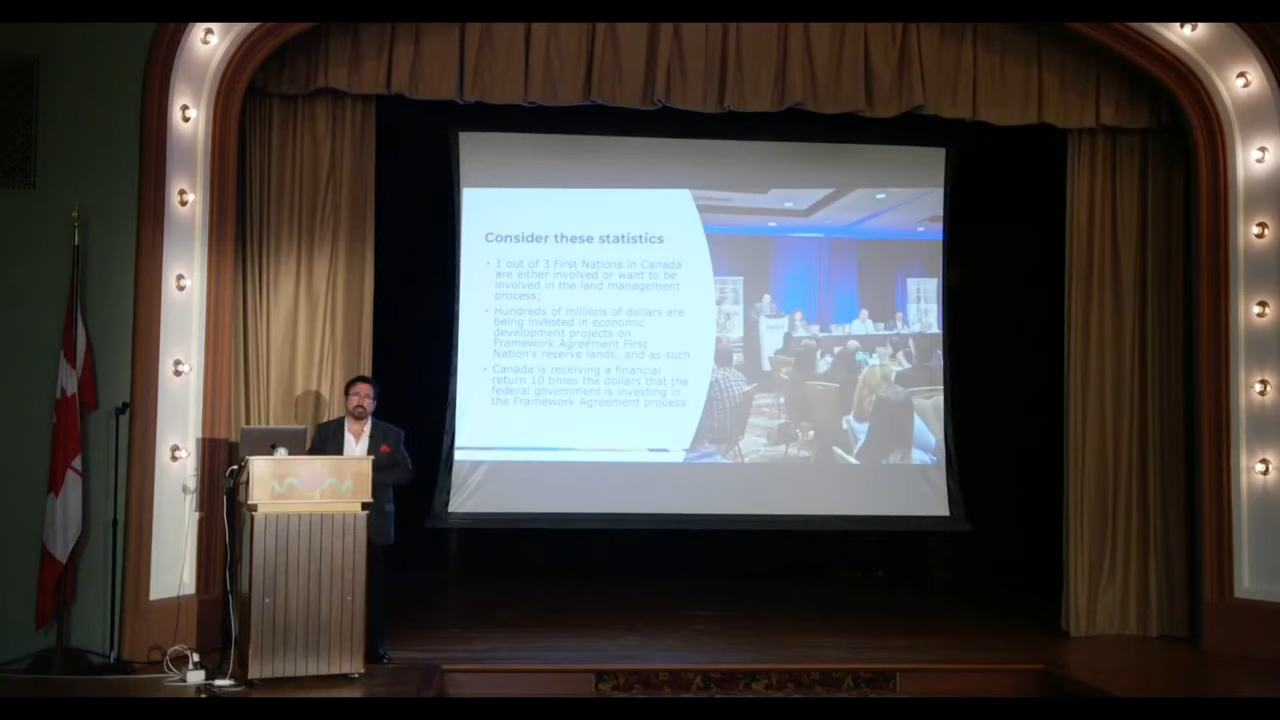 Consider these statistics
• 1 out of 3 First Nations in Canada
are either involved or want to be
involved in the land management
process;
• Hundreds of millions of dollars are
being invested in economic
development projects on
Framework Agreement First
Nation's reserve lands; and as such
• Canada is receiving a financial
return 10 times the dollars that the
federal government is investing in
the Framework Agreement process.